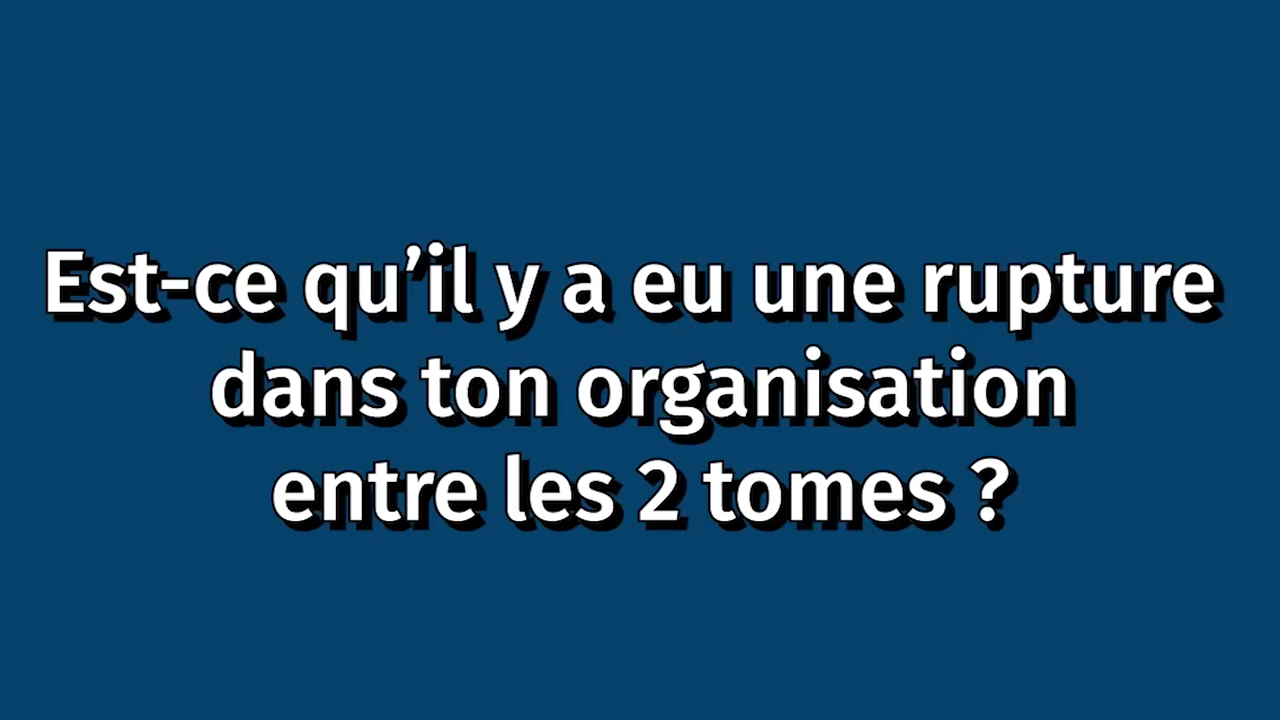 Est-ce qu’il y a eu une rupture
dans ton organisation
entre les 2 tomes ?